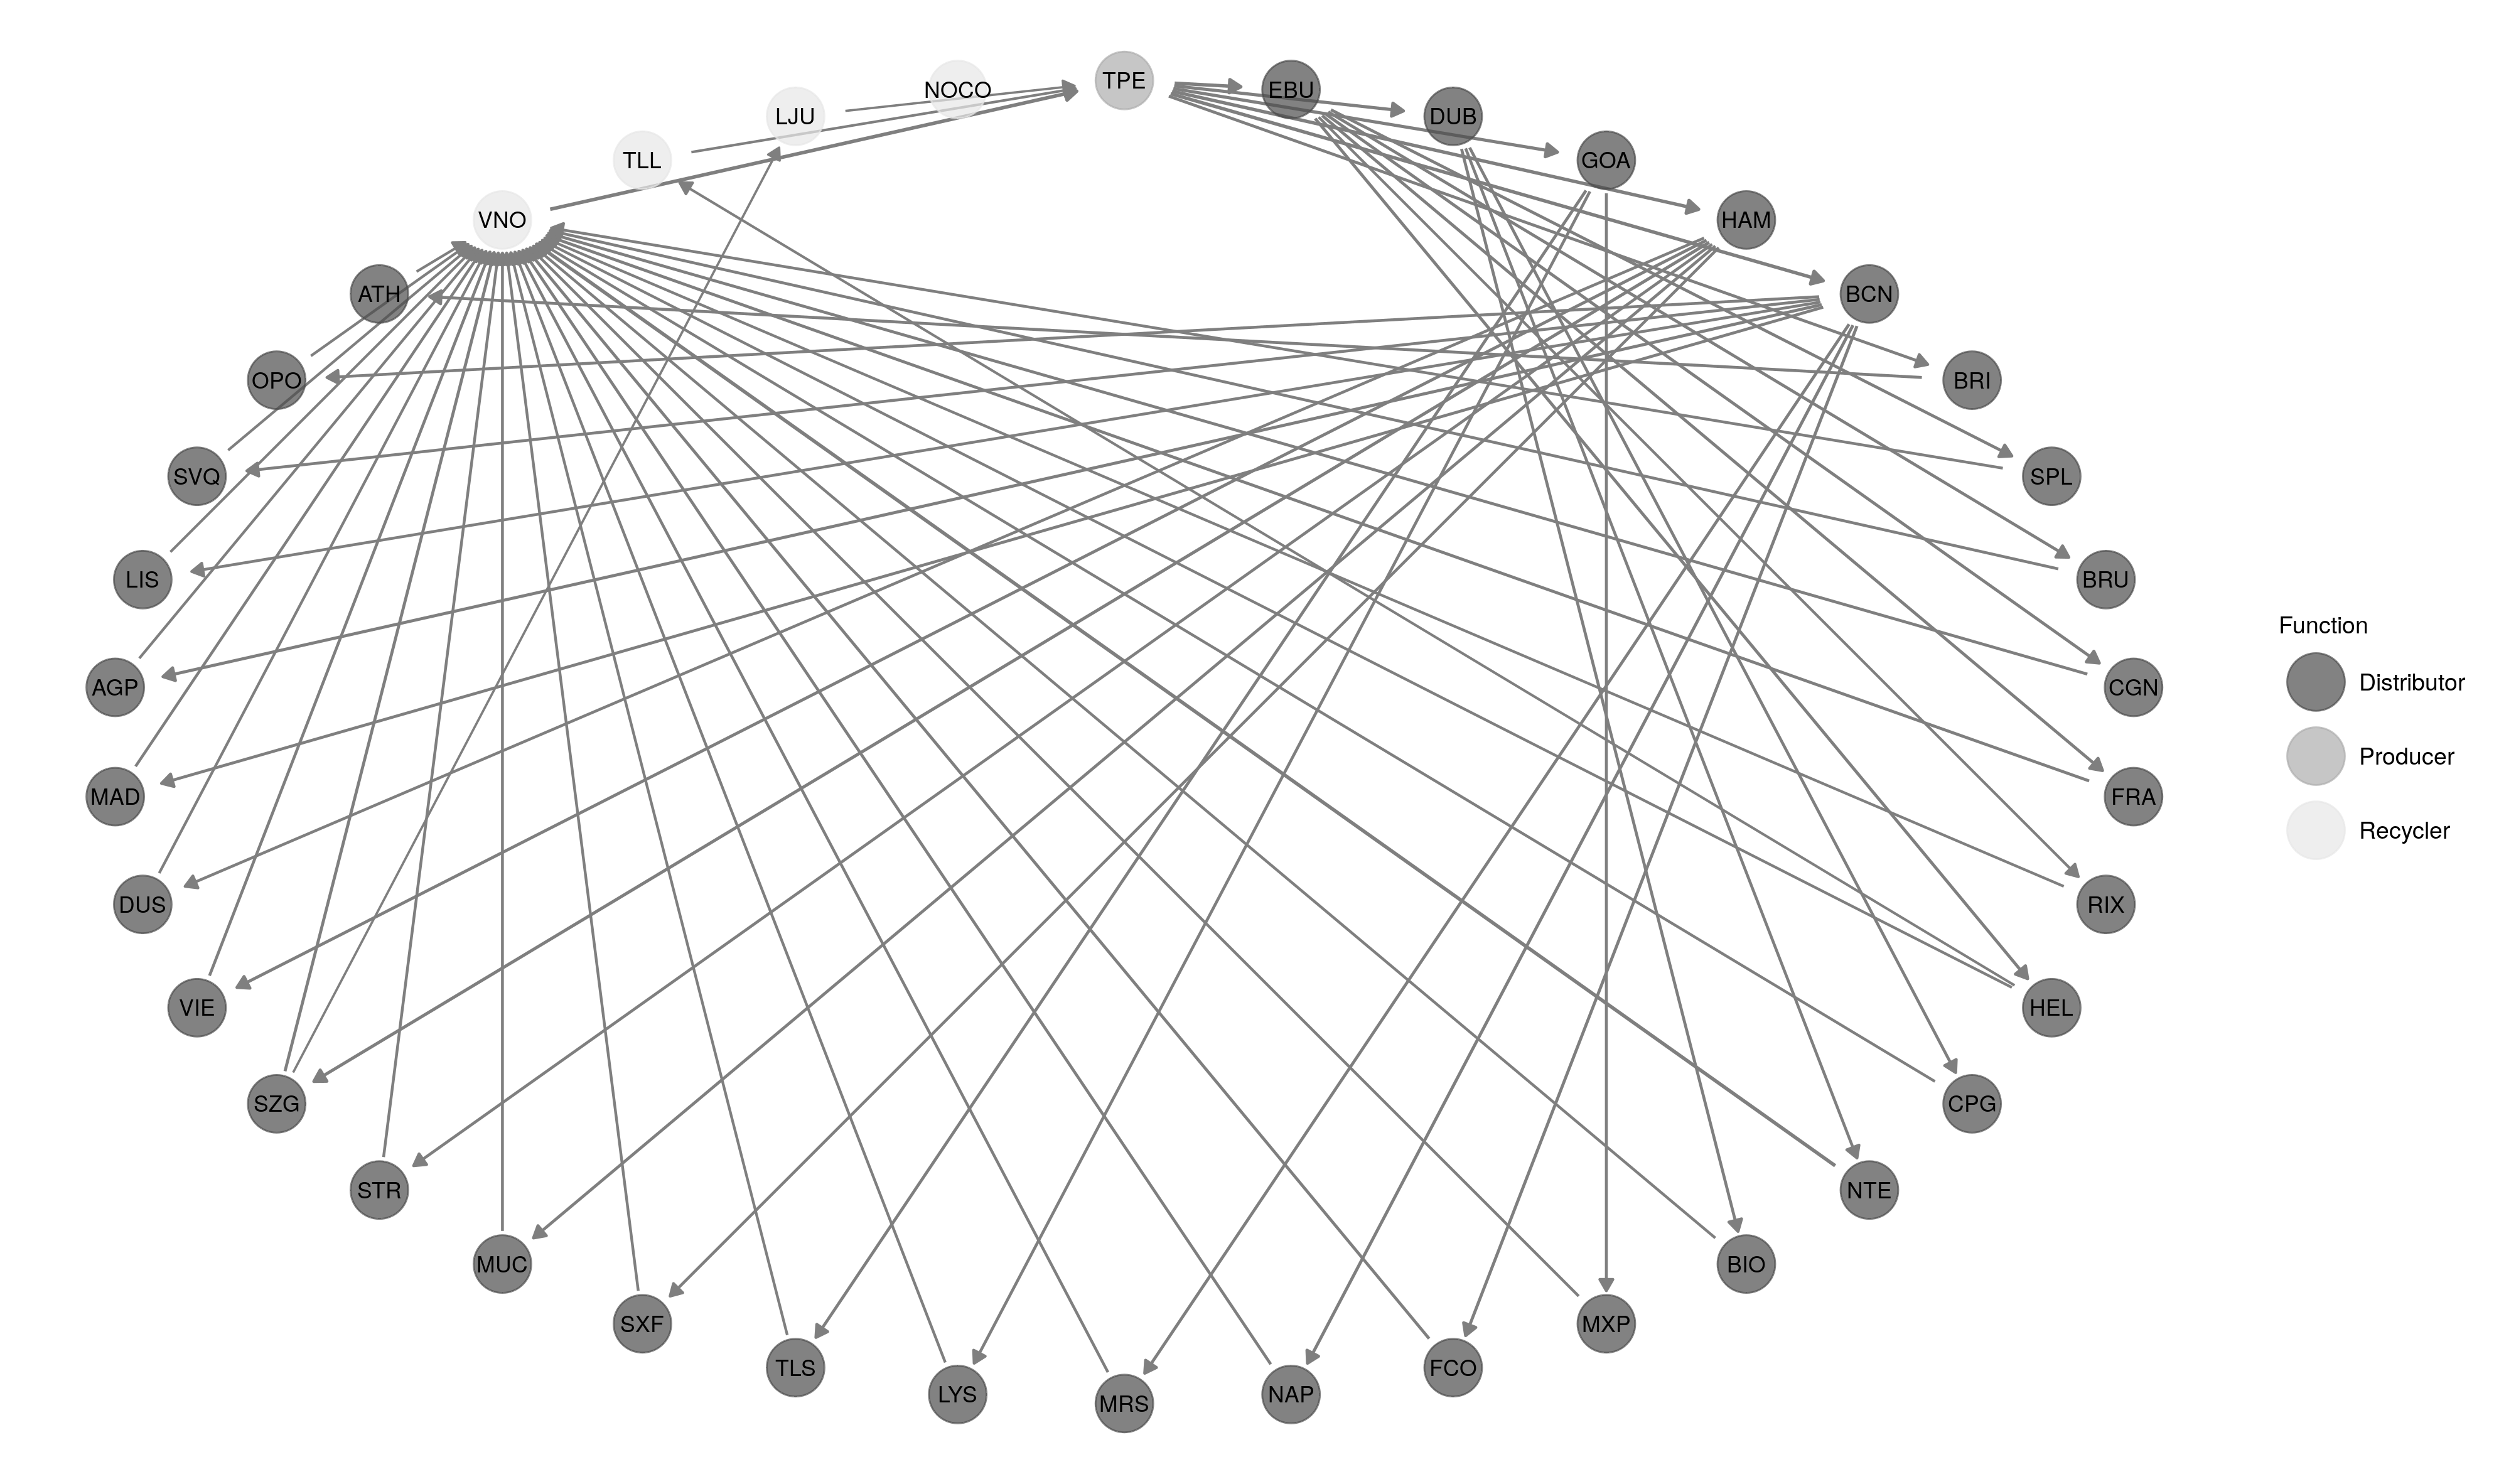 TPE
NOCO
EBU
LJU
DUB
TLL
GOA
VNO
HAM
ATH
BCN
OPO
BRI
SVQ
SPL
LIS
BRU
Function
AGP
CGN
Distributor
Producer
MAD
FRA
Recycler
DUS
RIX
VIE
HEL
SZG
CPG
STR
NTE
MUC
BIO
SXF
MXP
TLS
FCO
LYS
NAP
MRS